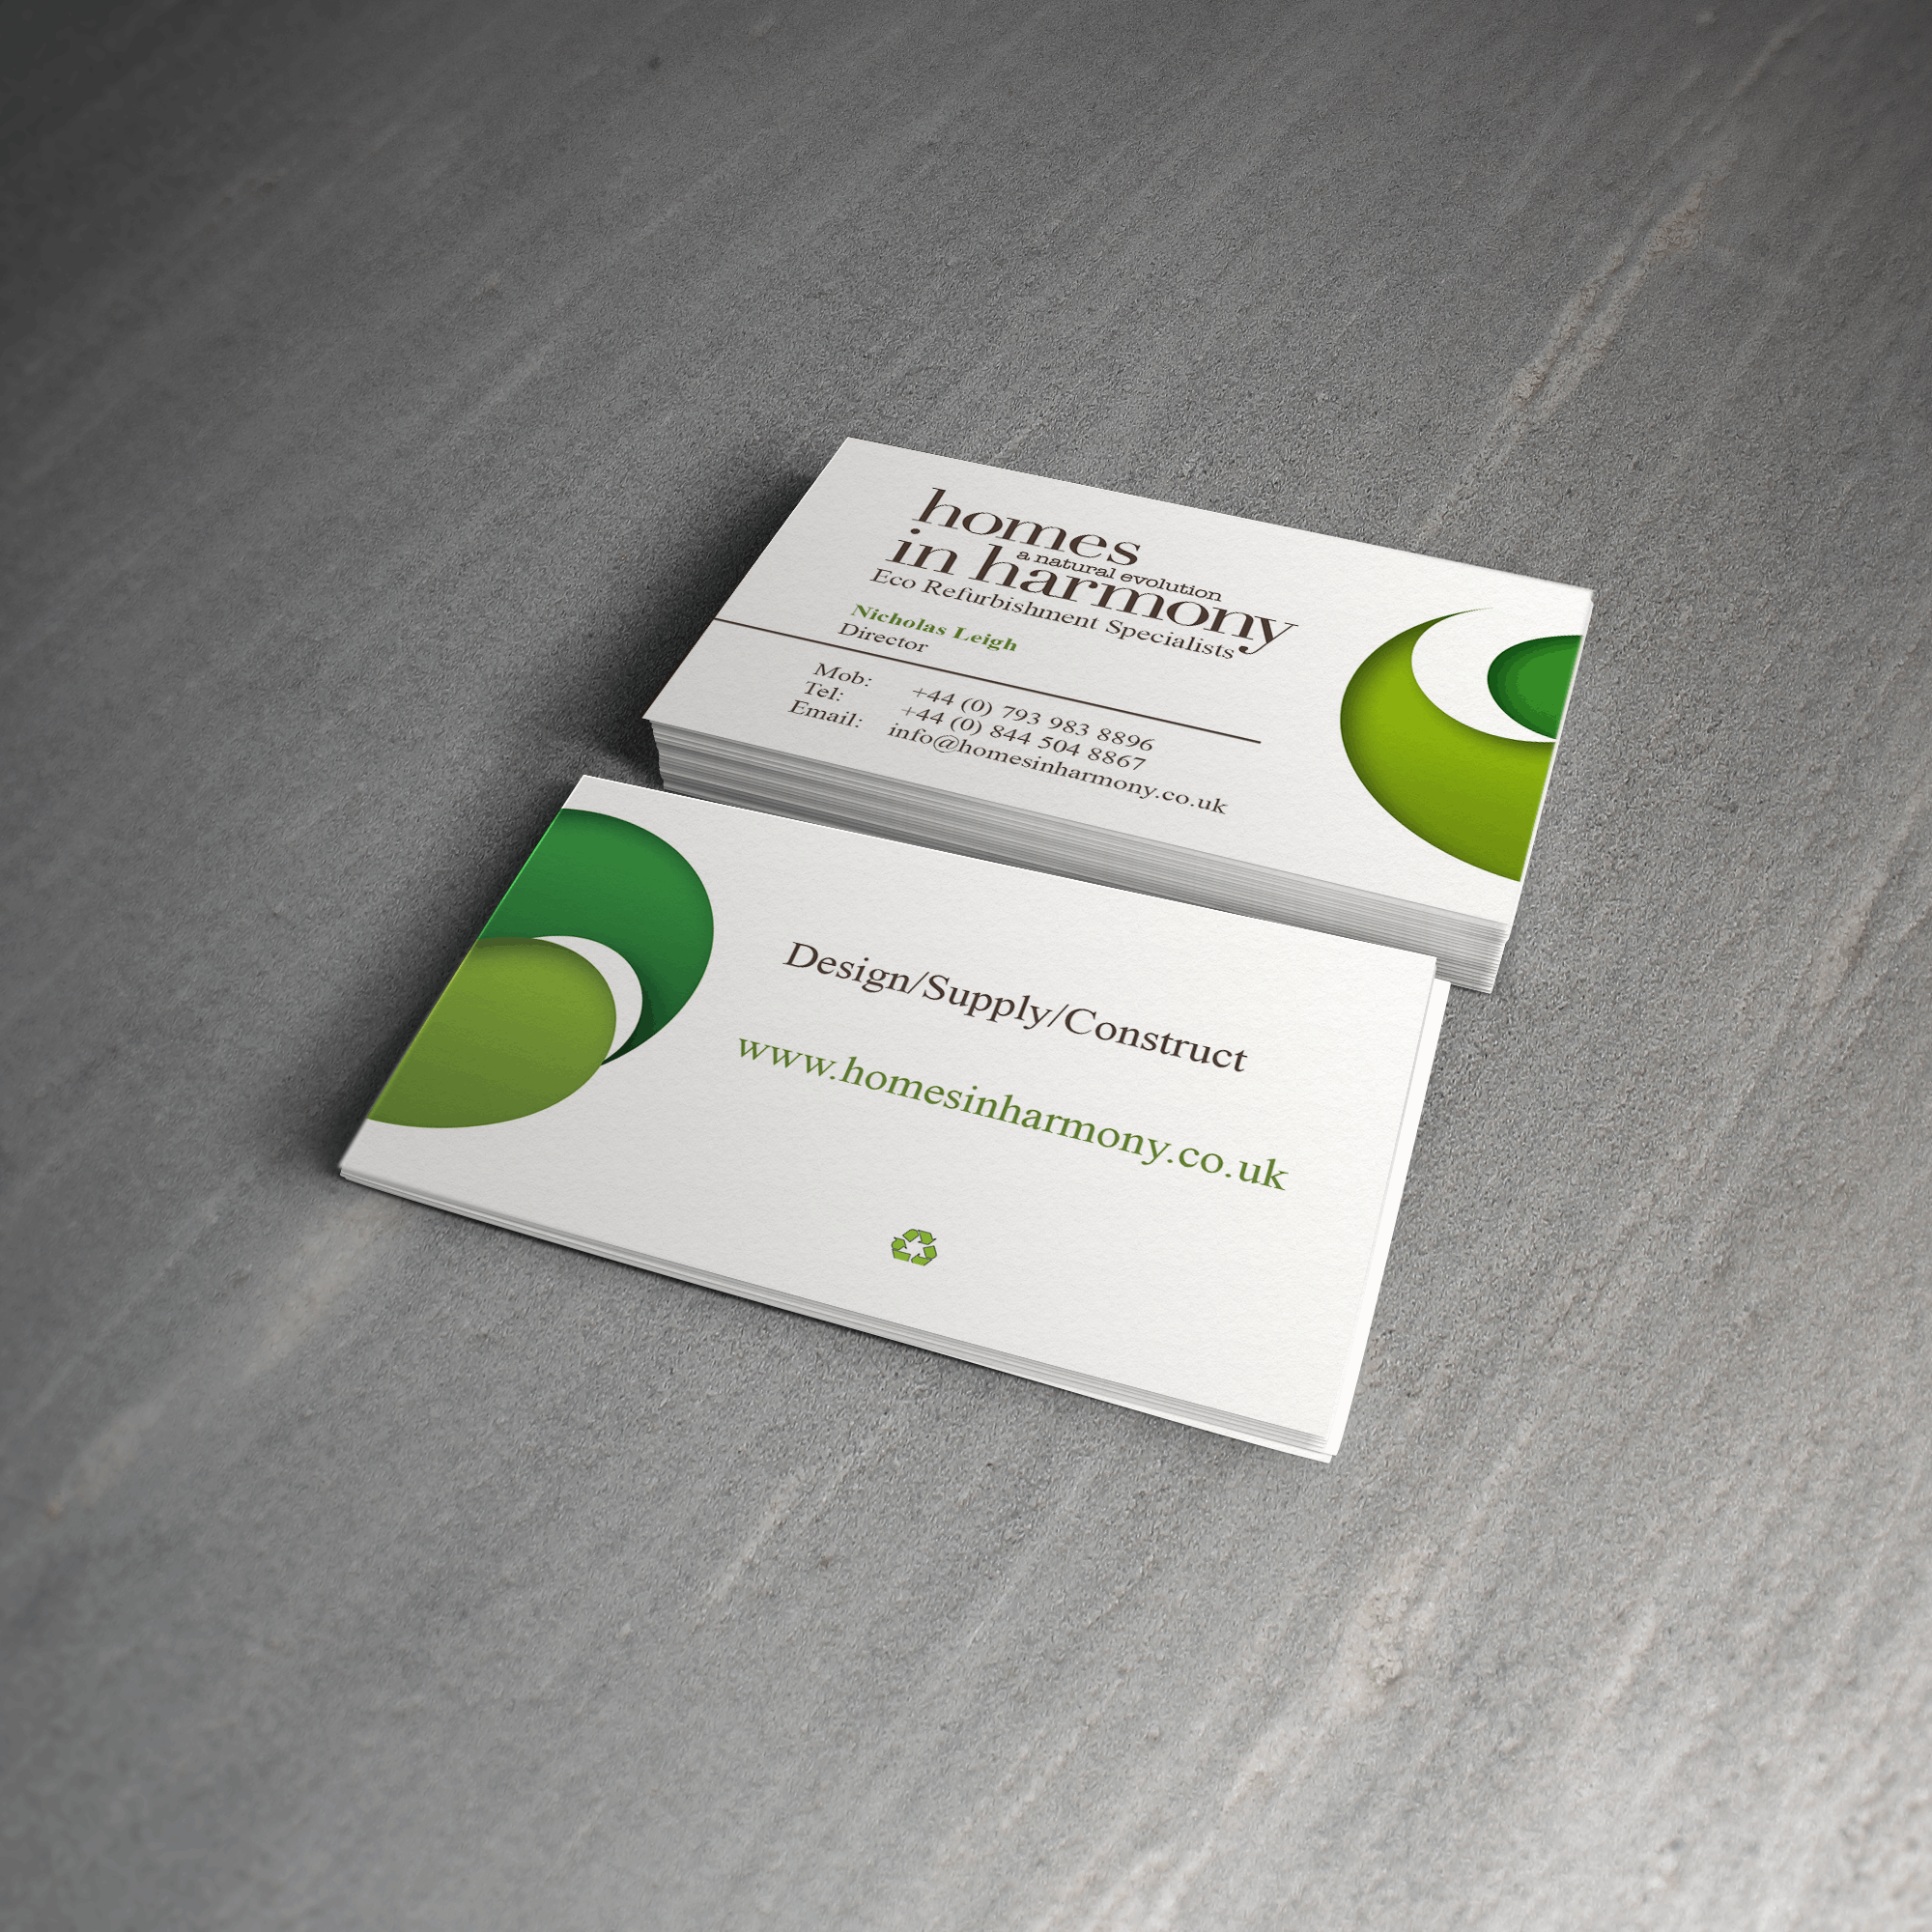 homes
a natural evolution
in harmony
Eco Refurbishment Specialists
Nicholas Leigh
Director
Mob: +44 (0) 793 983 8896
Tel: +44 (0) 844 504 8867
Email: info@homesinharmony.co.uk
Design/Supply/Construct
www.homesinharmony.co.uk